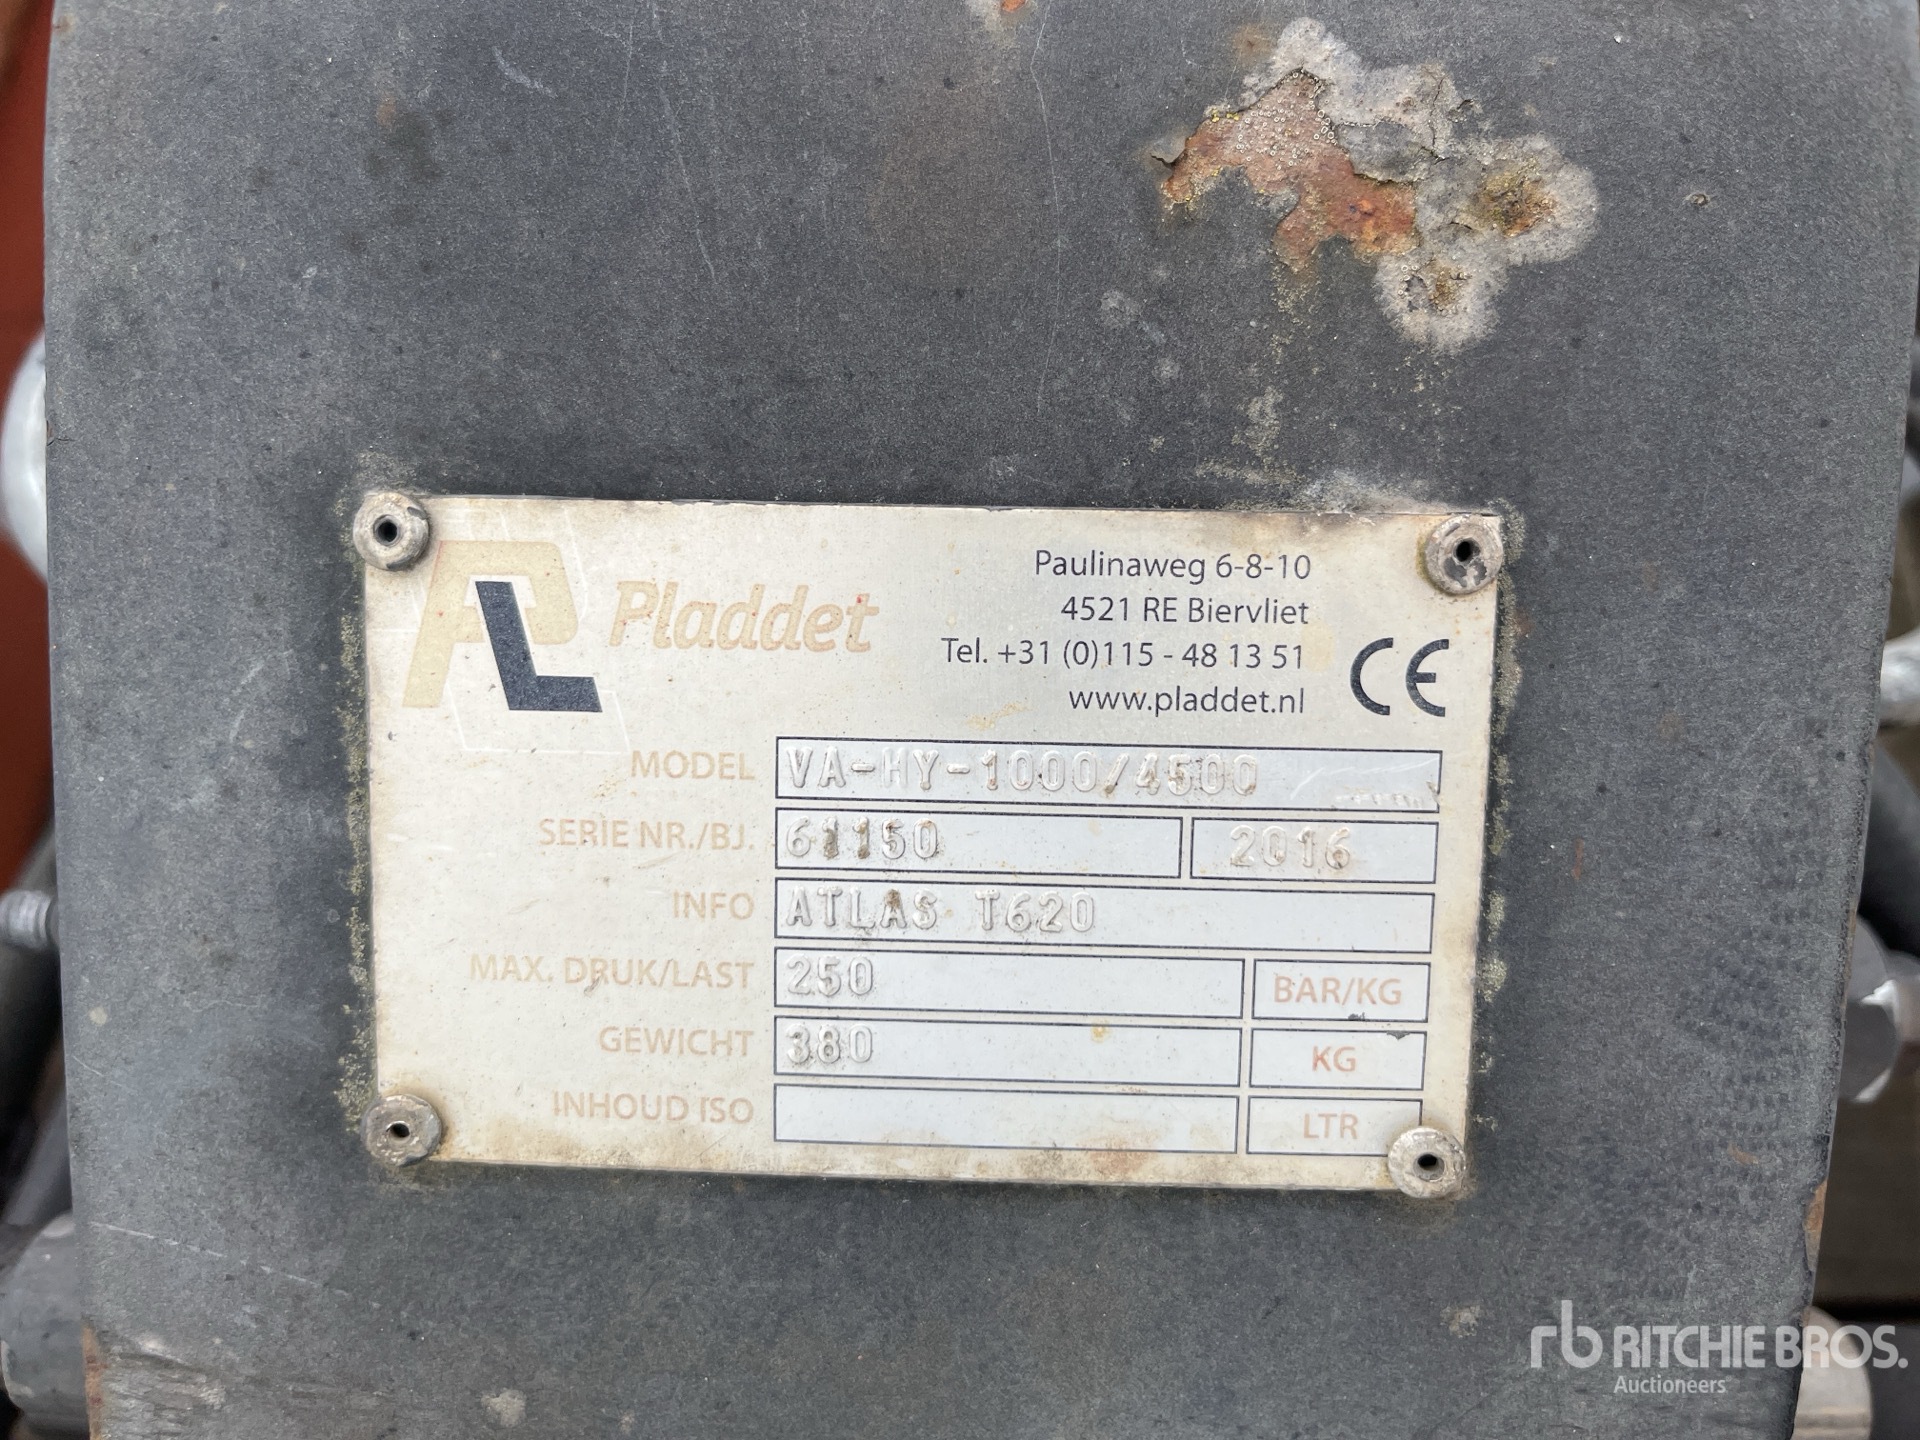 PL Pladdet
Paulinaweg 6-8-10
4521 RE Biervliet
Tel. +31 (0)115 - 48 13 51
www.pladdet.nl
CE
MODEL VA-HY-1000/4500
SERIE NR./BJ. 61150 2016
INFO ATLAS T620
MAX. DRUK/LAST 250 BAR/KG
GEWICHT 380 KG
INHOUD ISO LTR
rb RITCHIE BROS.
Auctioneers